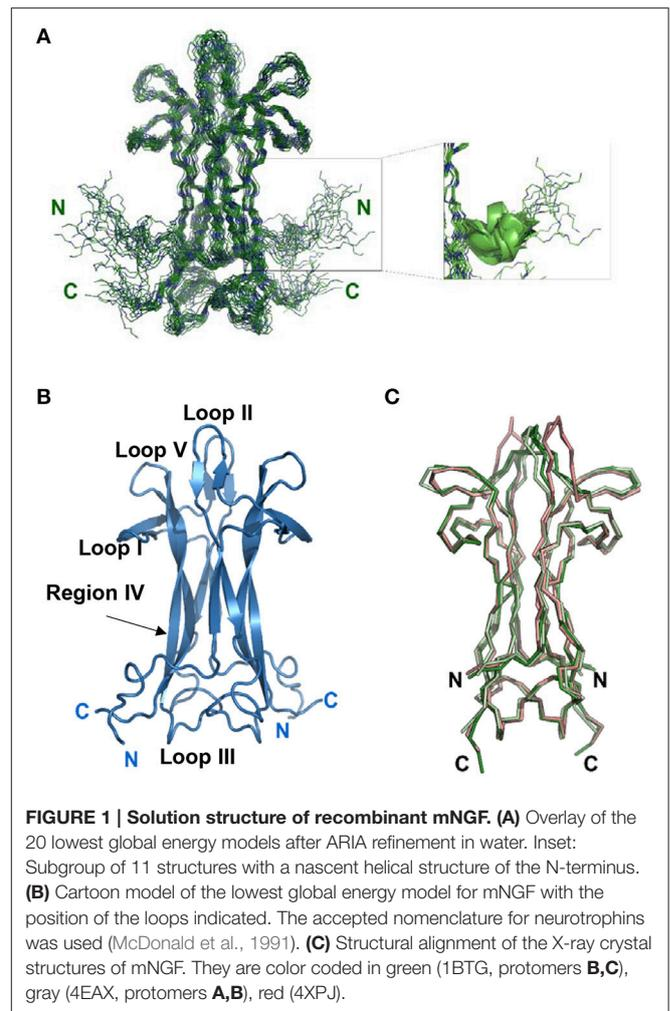 A
N
N
C
C
B
C
Loop II
Loop V
Loop I
Region IV
N
N
C
C
N
N
Loop III
C
C
FIGURE 1 | Solution structure of recombinant mNGF. (A) Overlay of the
20 lowest global energy models after ARIA refinement in water. Inset:
Subgroup of 11 structures with a nascent helical structure of the N-terminus.
(B) Cartoon model of the lowest global energy model for mNGF with the
position of the loops indicated. The accepted nomenclature for neurotrophins
was used (McDonald et al., 1991). (C) Structural alignment of the X-ray crystal
structures of mNGF. They are color coded in green (1BTG, protomers B,C),
gray (4EAX, protomers A,B), red (4XPJ).